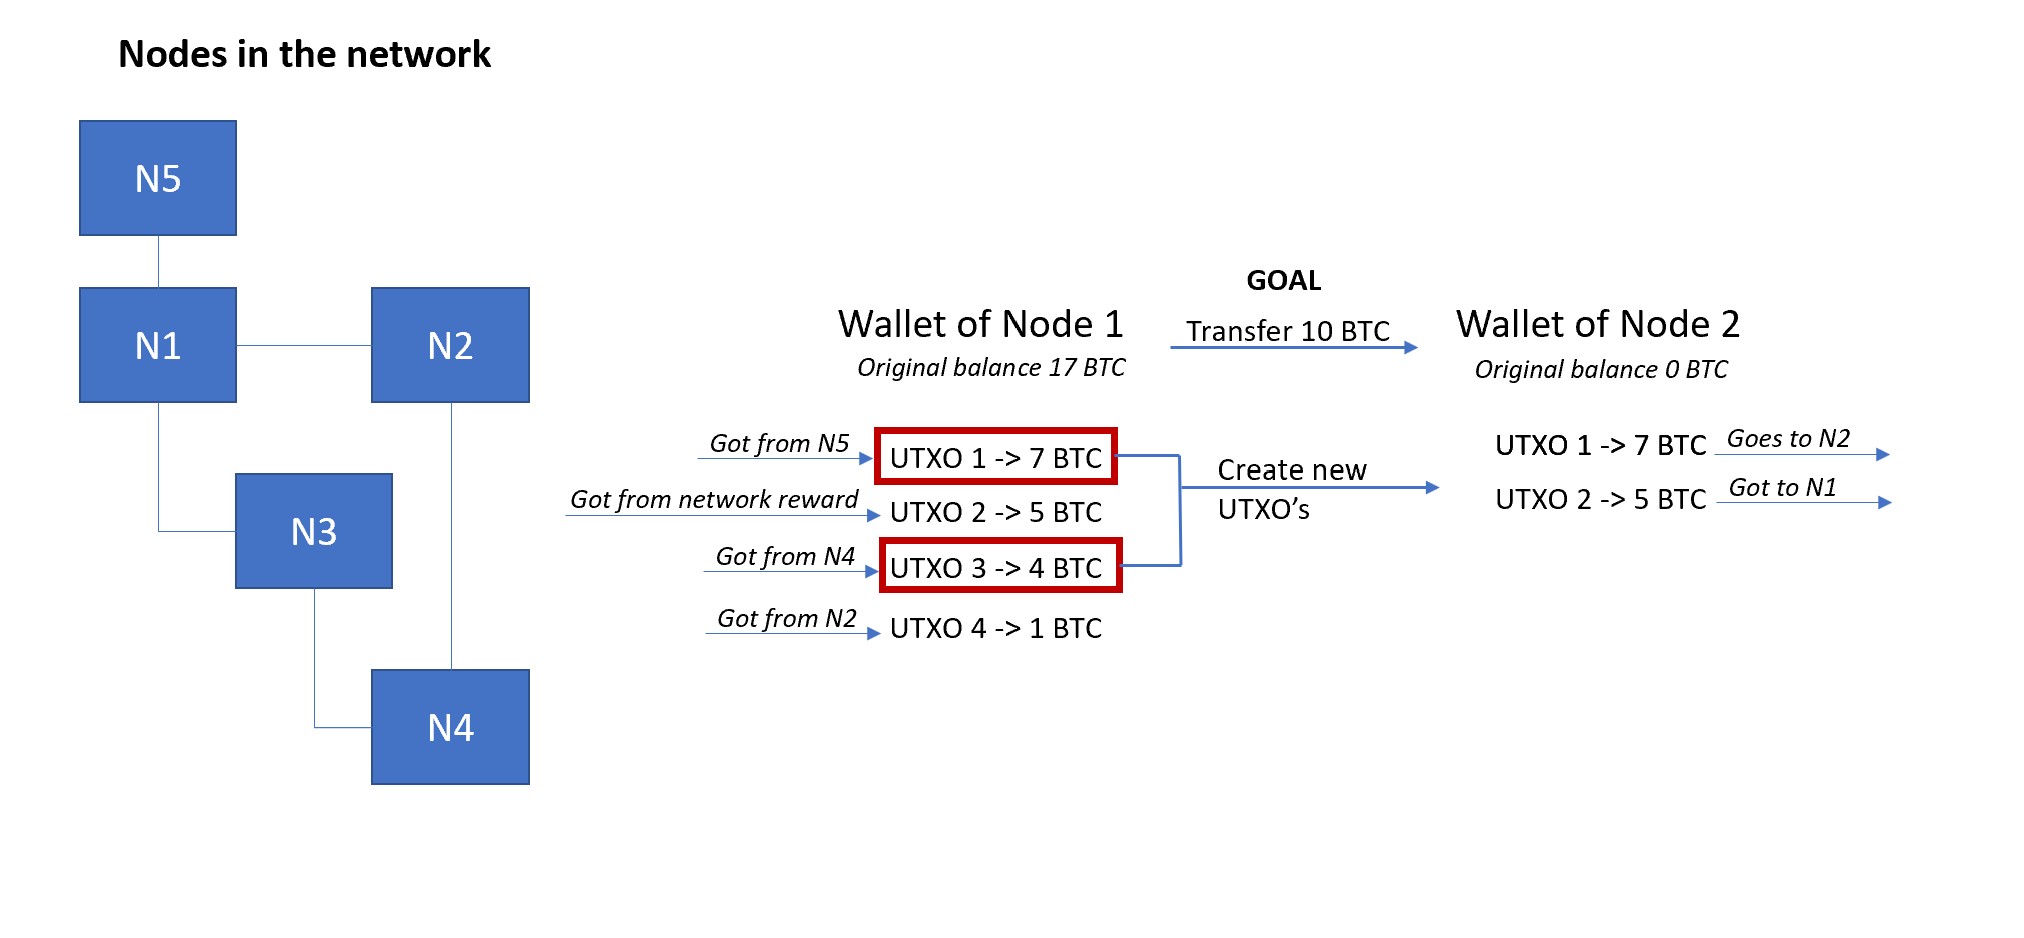 Nodes in the network
N5
N1
N2
N3
N4
GOAL
Wallet of Node 1
Transfer 10 BTC
Wallet of Node 2
Original balance 17 BTC
Original balance 0 BTC
Got from N5
UTXO 1 -> 7 BTC
Got from network reward
UTXO 2 -> 5 BTC
Got from N4
UTXO 3 -> 4 BTC
Got from N2
UTXO 4 -> 1 BTC
Create new
UTXO’s
UTXO 1 -> 7 BTC
Goes to N2
UTXO 2 -> 5 BTC
Got to N1